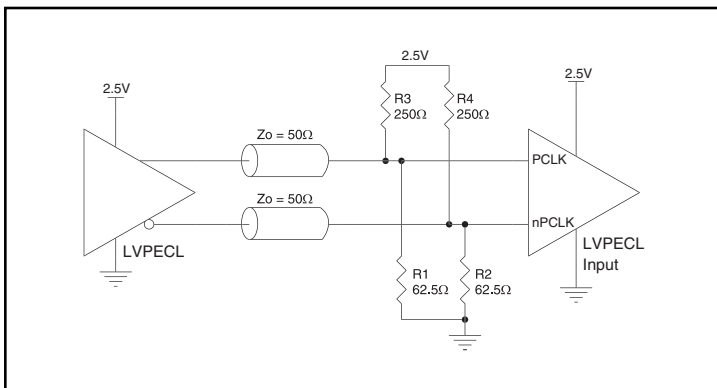 2.5V
2.5V
2.5V
R3
250Ω
R4
250Ω
Zo = 50Ω
PCLK
Zo = 50Ω
nPCLK
LVPECL
LVPECL
Input
R1
62.5Ω
R2
62.5Ω